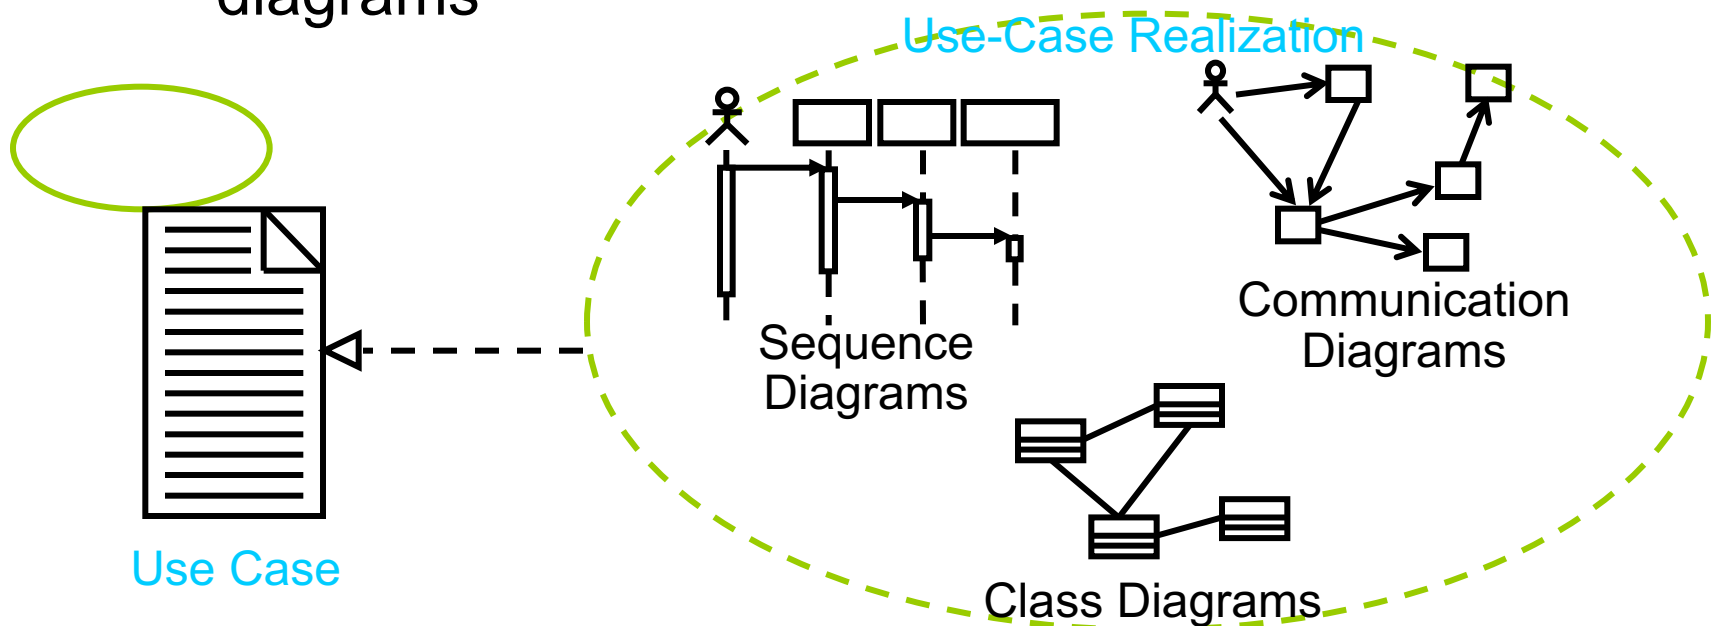 diagrams
Use-Case Realization
Sequence
Diagrams
Communication
Diagrams
Use Case
Class Diagrams